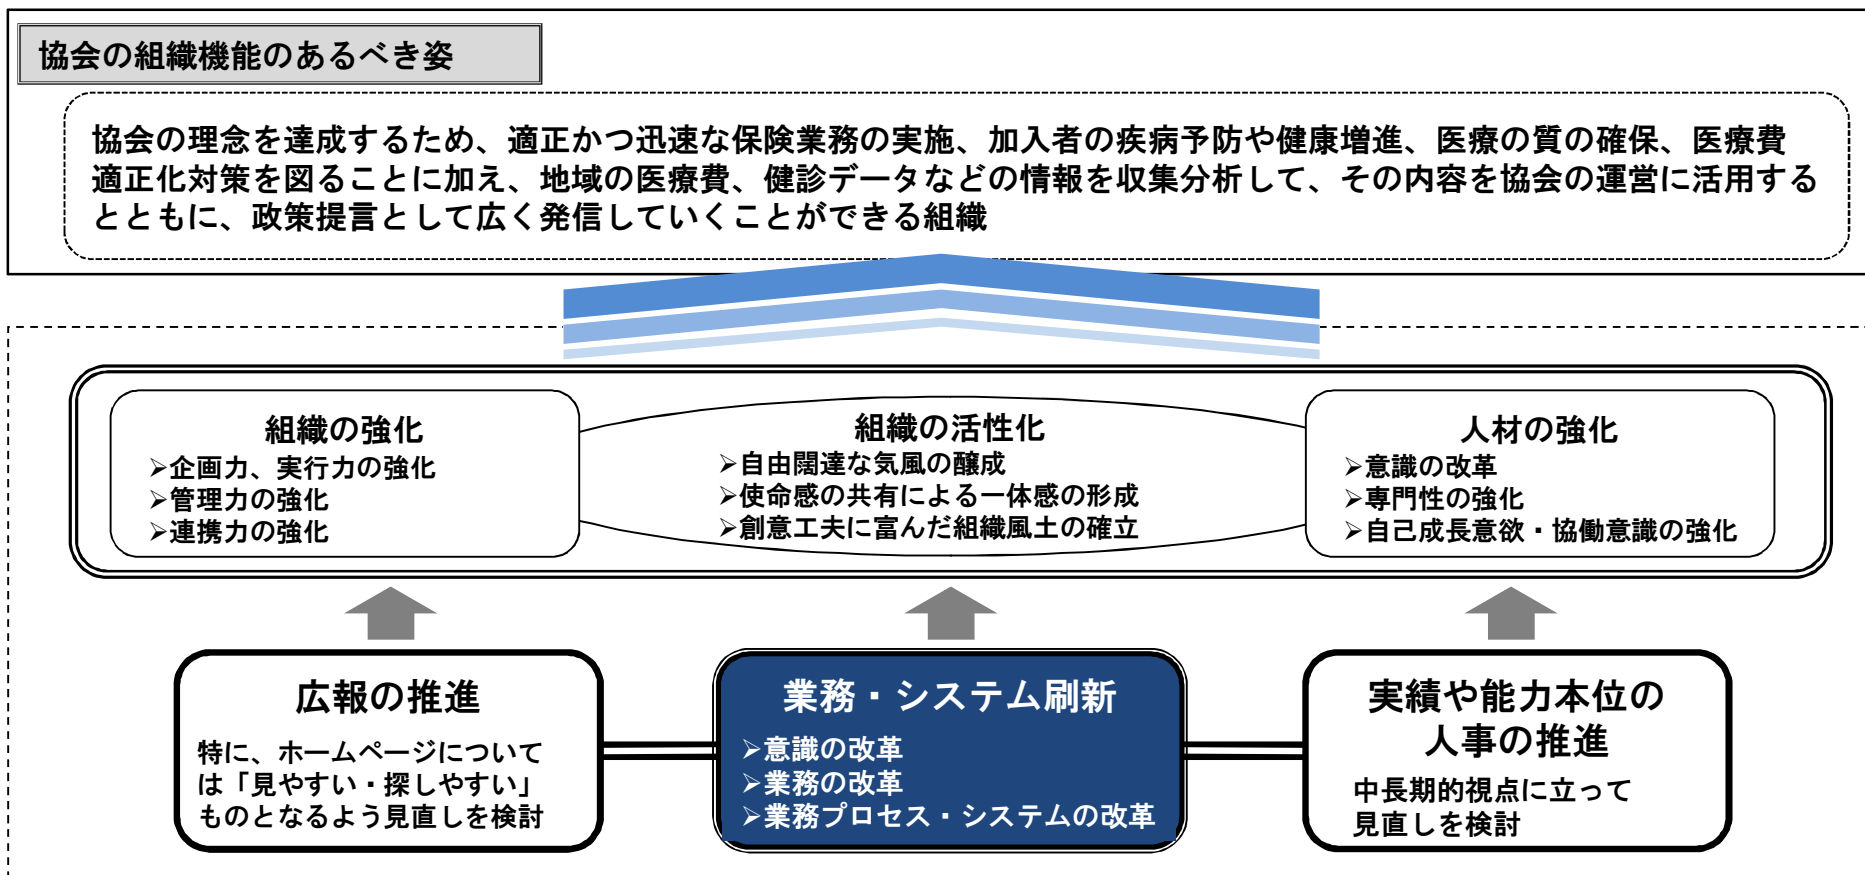 協会の組織機能のあるべき姿
協会の理念を達成するため、適正かつ迅速な保険業務の実施、加入者の疾病予防や健康増進、医療の質の確保、医療費
適正化対策を図ることに加え、地域の医療費、健診データなどの情報を収集分析して、その内容を協会の運営に活用する
とともに、政策提言として広く発信していくことができる組織
組織の強化
➢企画力、実行力の強化
➢管理力の強化
➢連携力の強化
組織の活性化
➢自由闊達な気風の醸成
➢使命感の共有による一体感の形成
➢創意工夫に富んだ組織風土の確立
人材の強化
➢意識の改革
➢専門性の強化
➢自己成長意欲・協働意識の強化
広報の推進
特に、ホームページについて
は「見やすい・探しやすい」
ものとなるよう見直しを検討
業務・システム刷新
➢意識の改革
➢業務の改革
➢業務プロセス・システムの改革
実績や能力本位の
人事の推進
中長期的視点に立って
見直しを検討